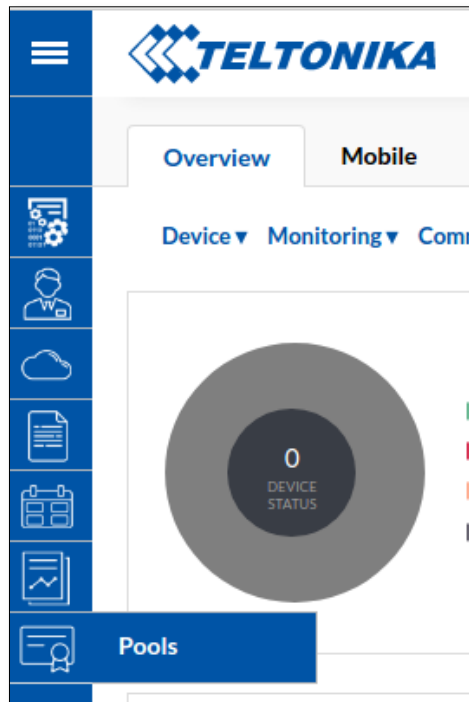 TELTONIKA
Overview Mobile
Device ▾ Monitoring ▾
0
DEVICE
STATUS
Pools